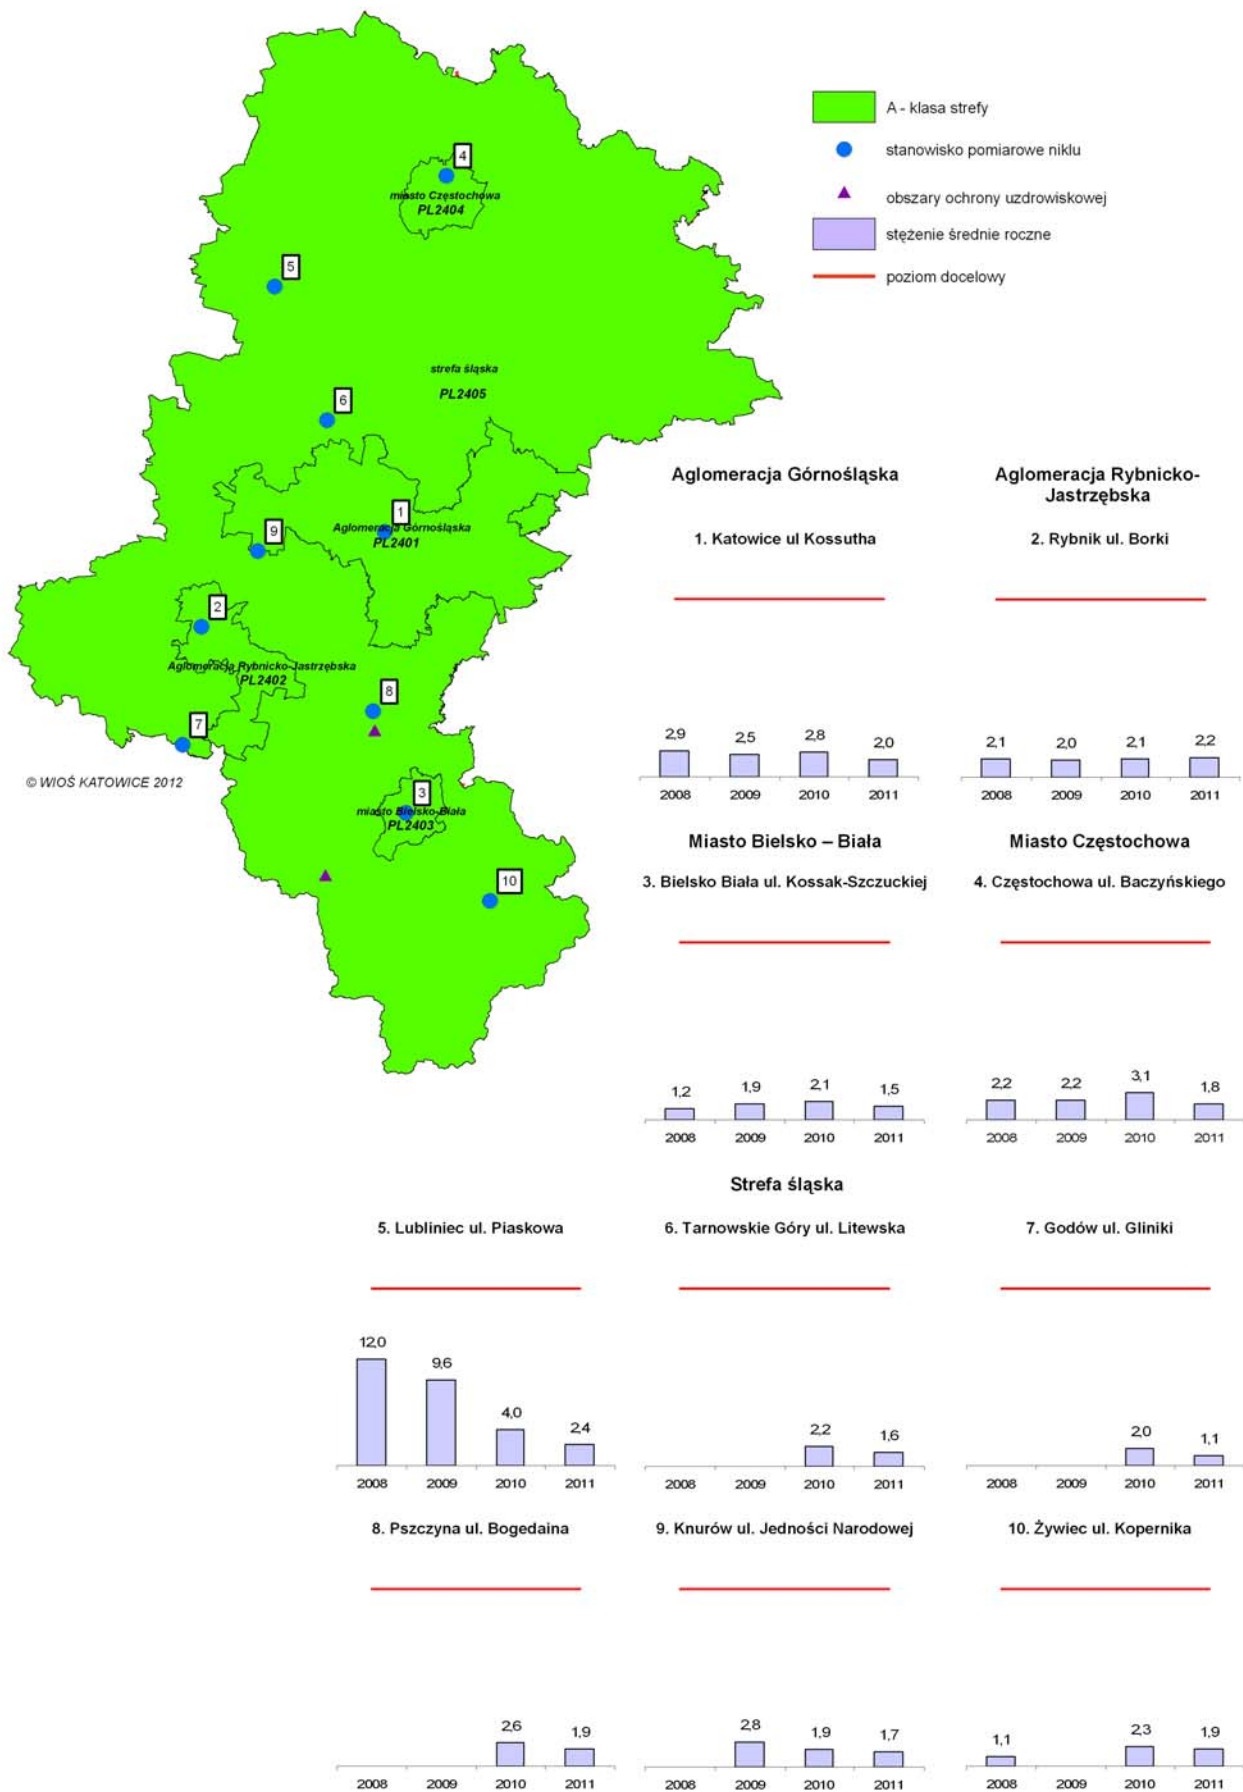 A - klasa strefy
stanowisko pomiarowe niklu
obszary ochrony uzdrowiskowej
stężenie średnie roczne
poziom docelowy
4
miasto Częstochowa
PL2404
5
strefa śląska
PL2405
6
1
Aglomeracja Górnośląska
PL2401
9
2
Aglomeracja Rybnicko-Jastrzębska
PL2402
8
7
© WIOŚ KATOWICE 2012
3
miasto Bielsko-Biała
PL2403
10
Aglomeracja Górnośląska
1. Katowice ul Kossutha
2,9 2,5 2,8 2,0
2008 2009 2010 2011
Aglomeracja Rybnicko-
Jastrzębska
2. Rybnik ul. Borki
2,1 2,0 2,1 2,2
2008 2009 2010 2011
Miasto Bielsko – Biała
3. Bielsko Biała ul. Kossak-Szczuckiej
1,2 1,9 2,1 1,5
2008 2009 2010 2011
Miasto Częstochowa
4. Częstochowa ul. Baczyńskiego
2,2 2,2 3,1 1,8
2008 2009 2010 2011
Strefa śląska
5. Lubliniec ul. Piaskowa
12,0 9,6 4,0 2,4
2008 2009 2010 2011
6. Tarnowskie Góry ul. Litewska
2,2 1,6
2008 2009 2010 2011
7. Godów ul. Gliniki
2,0 1,1
2008 2009 2010 2011
8. Pszczyna ul. Bogedaina
2,6 1,9
2008 2009 2010 2011
9. Knurów ul. Jedności Narodowej
2,8 1,9 1,7
2008 2009 2010 2011
10. Żywiec ul. Kopernika
1,1 2,3 1,9
2008 2009 2010 2011